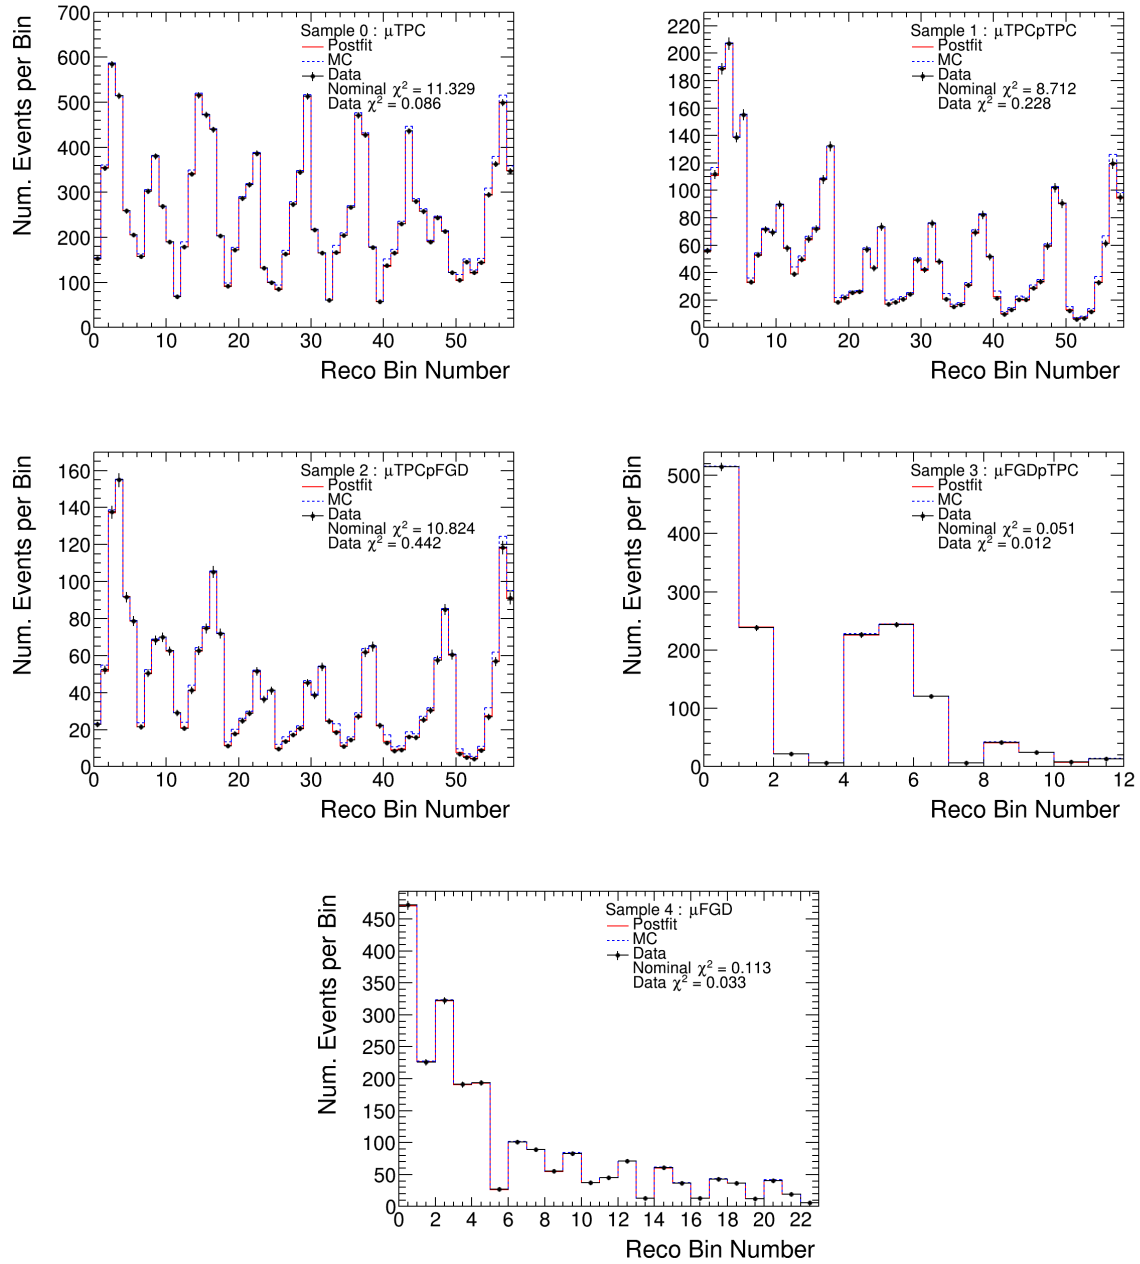 Num. Events per Bin
700
600
500
400
300
200
100
0
Sample 0 : μTPC
Postfit
MC
Data
Nominal χ² = 11.329
Data χ² = 0.086
0 10 20 30 40 50
Reco Bin Number
Num. Events per Bin
220
200
180
160
140
120
100
80
60
40
20
0
Sample 1 : μTPCpTPC
Postfit
MC
Data
Nominal χ² = 8.712
Data χ² = 0.228
0 10 20 30 40 50
Reco Bin Number
Num. Events per Bin
160
140
120
100
80
60
40
20
0
Sample 2 : μTPCpFGD
Postfit
MC
Data
Nominal χ² = 10.824
Data χ² = 0.442
0 10 20 30 40 50
Reco Bin Number
Num. Events per Bin
500
400
300
200
100
0
Sample 3 : μFGDpTPC
Postfit
MC
Data
Nominal χ² = 0.051
Data χ² = 0.012
0 2 4 6 8 10 12
Reco Bin Number
Num. Events per Bin
450
400
350
300
250
200
150
100
50
0
Sample 4 : μFGD
Postfit
MC
Data
Nominal χ² = 0.113
Data χ² = 0.033
0 2 4 6 8 10 12 14 16 18 20 22
Reco Bin Number